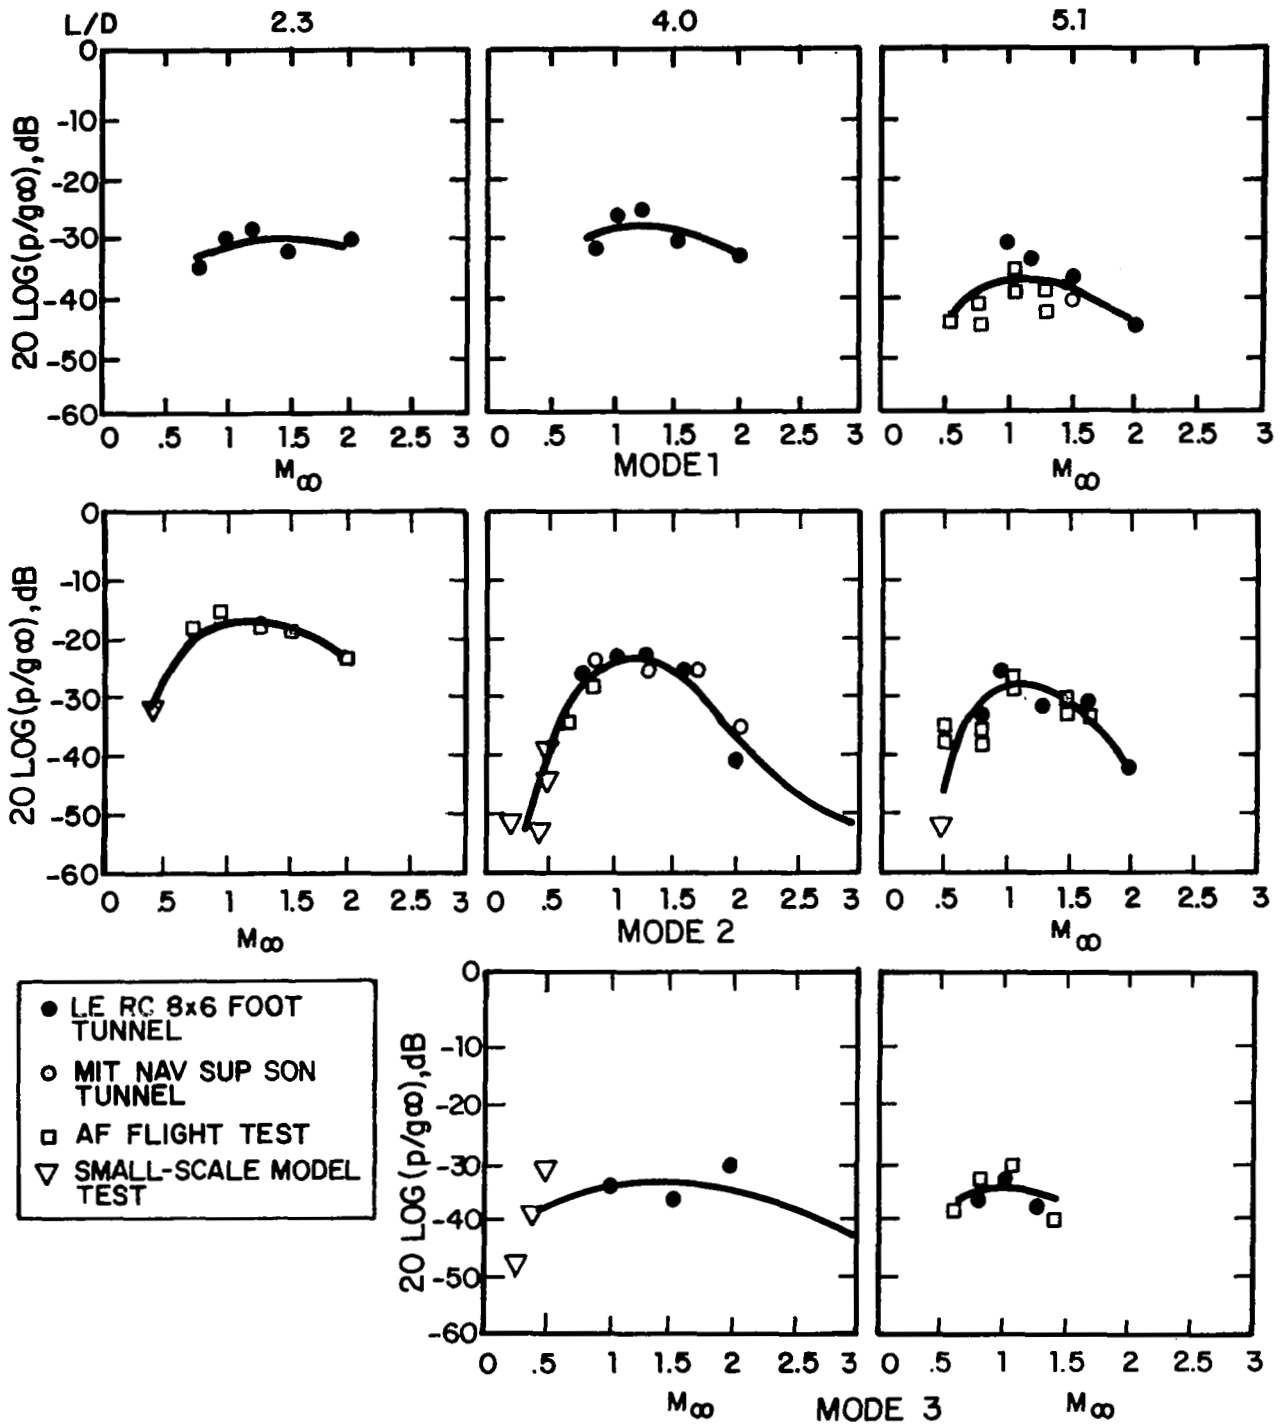 L/D 2.3 4.0 5.1
20 LOG(p/g∞),dB
0
-10
-20
-30
-40
-50
-60
0 .5 1 1.5 2 2.5 3
0 .5 1 1.5 2 2.5 3
0 .5 1 1.5 2 2.5 3
M∞ MODE 1 M∞
20 LOG(p/g∞),dB
0
-10
-20
-30
-40
-50
-60
0 .5 1 1.5 2 2.5 3
0 .5 1 1.5 2 2.5 3
0 .5 1 1.5 2 2.5 3
M∞ MODE 2 M∞
LE RC 8x6 FOOT
TUNNEL
MIT NAV SUP SON
TUNNEL
AF FLIGHT TEST
SMALL-SCALE MODEL
TEST
20 LOG(p/g∞),dB
0
-10
-20
-30
-40
-50
-60
0 .5 1 1.5 2 2.5 3
0 .5 1 1.5 2 2.5 3
M∞ MODE 3 M∞